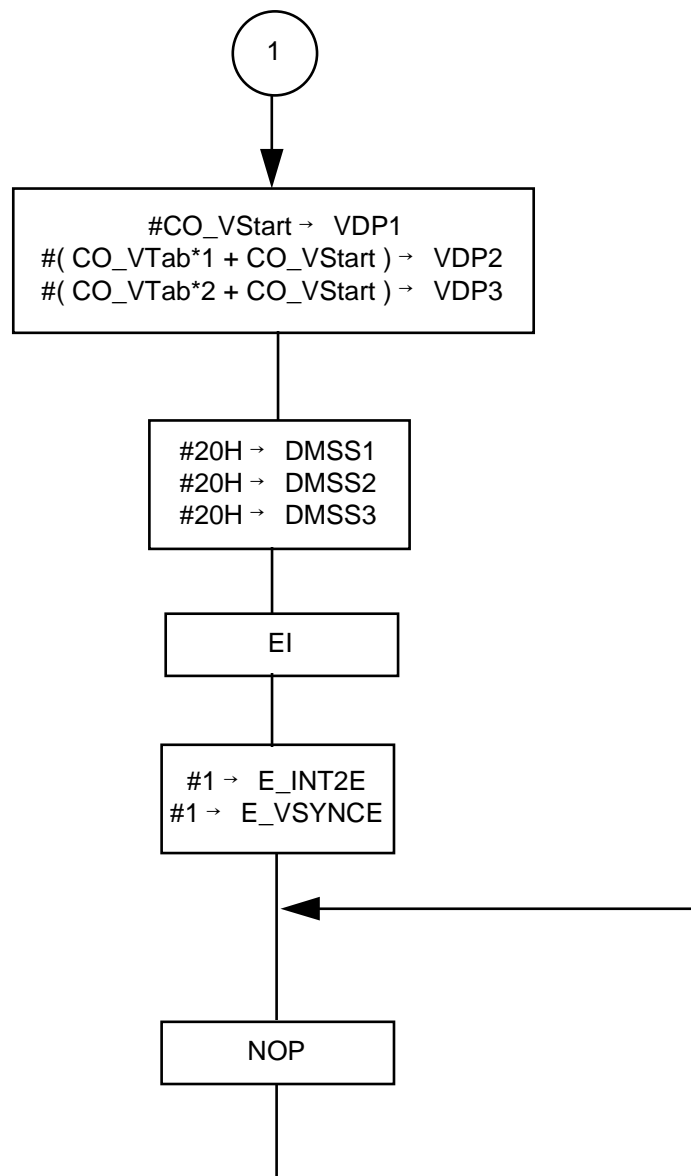 1
#CO_VStart → VDP1
#( CO_VTab*1 + CO_VStart ) → VDP2
#( CO_VTab*2 + CO_VStart ) → VDP3
#20H → DMSS1
#20H → DMSS2
#20H → DMSS3
EI
#1 → E_INT2E
#1 → E_VSYNCE
NOP